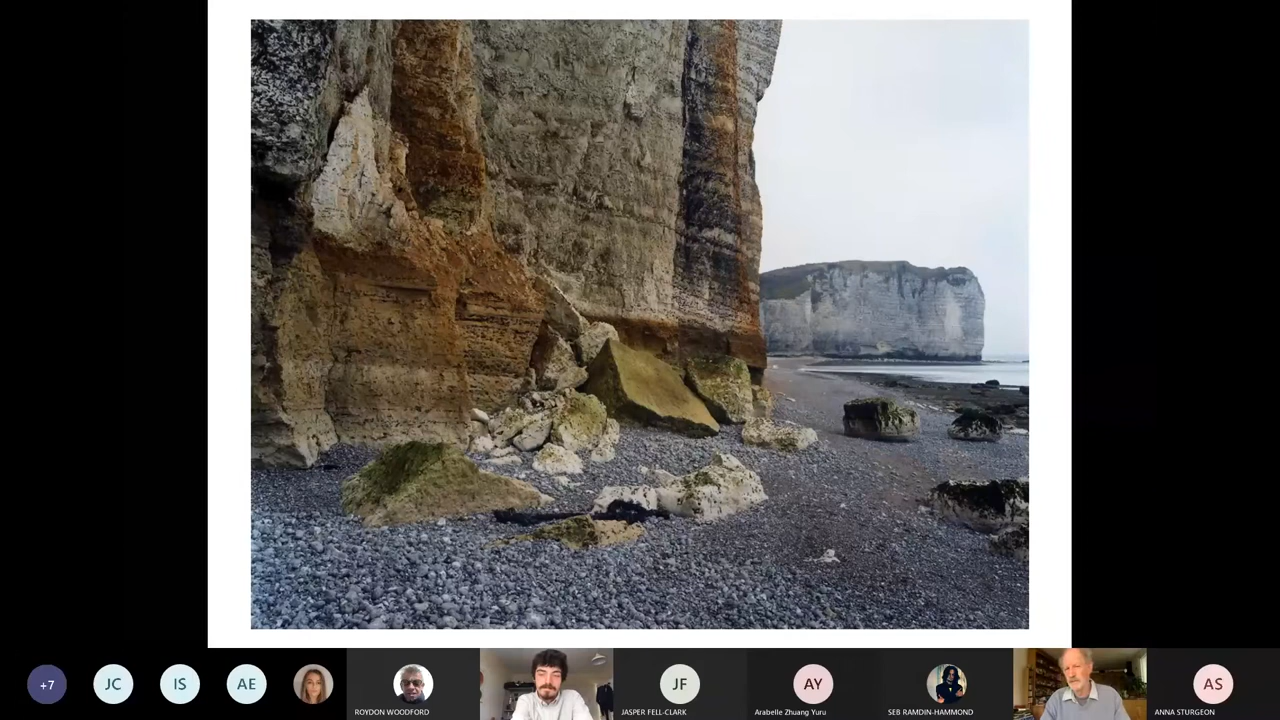 +7
JC
IS
AE
ROYDON WOODFORD
JF
JASPER FELL-CLARK
AY
Arabelle Zhuang Yuru
SEB RAMDIN-HAMMOND
AS
ANNA STURGEON